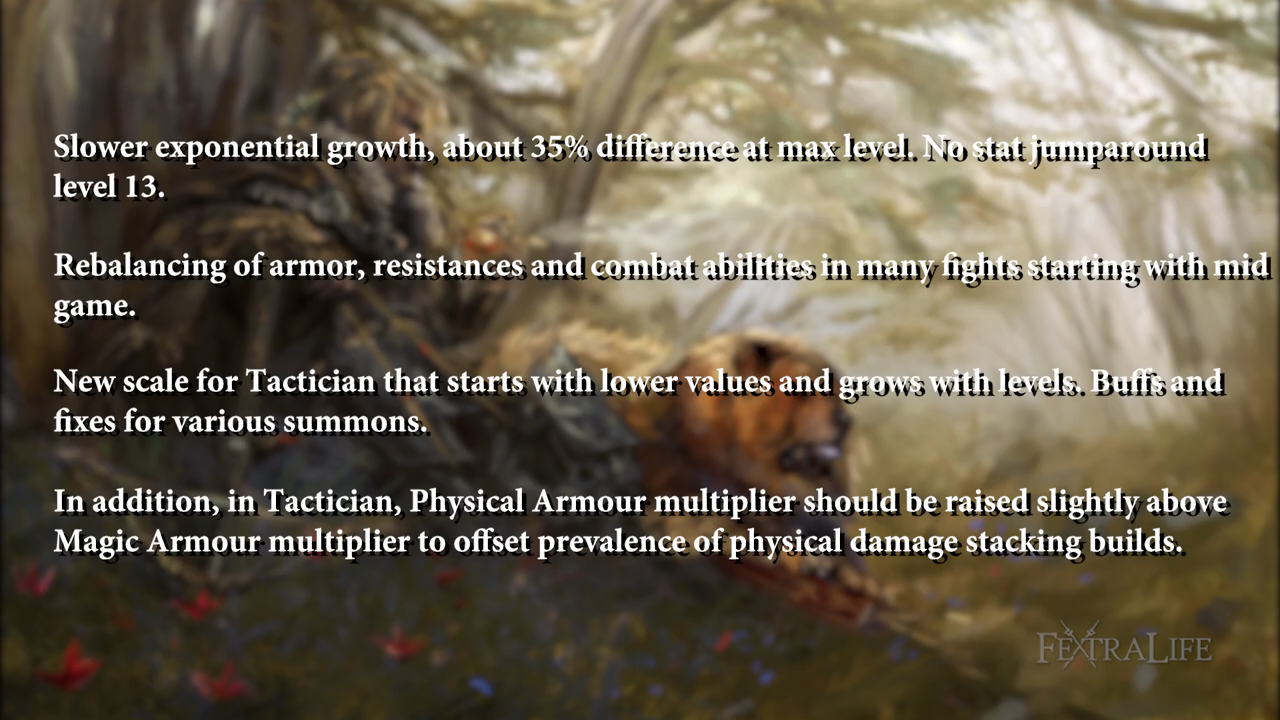 Slower exponential growth, about 35% difference at max level. No stat jumparound
level 13.
Rebalancing of armor, resistances and combat abilities in many fights starting with mid
game.
New scale for Tactician that starts with lower values and grows with levels. Buffs and
fixes for various summons.
In addition, in Tactician, Physical Armour multiplier should be raised slightly above
Magic Armour multiplier to offset prevalence of physical damage stacking builds.
FEXTRALIFE